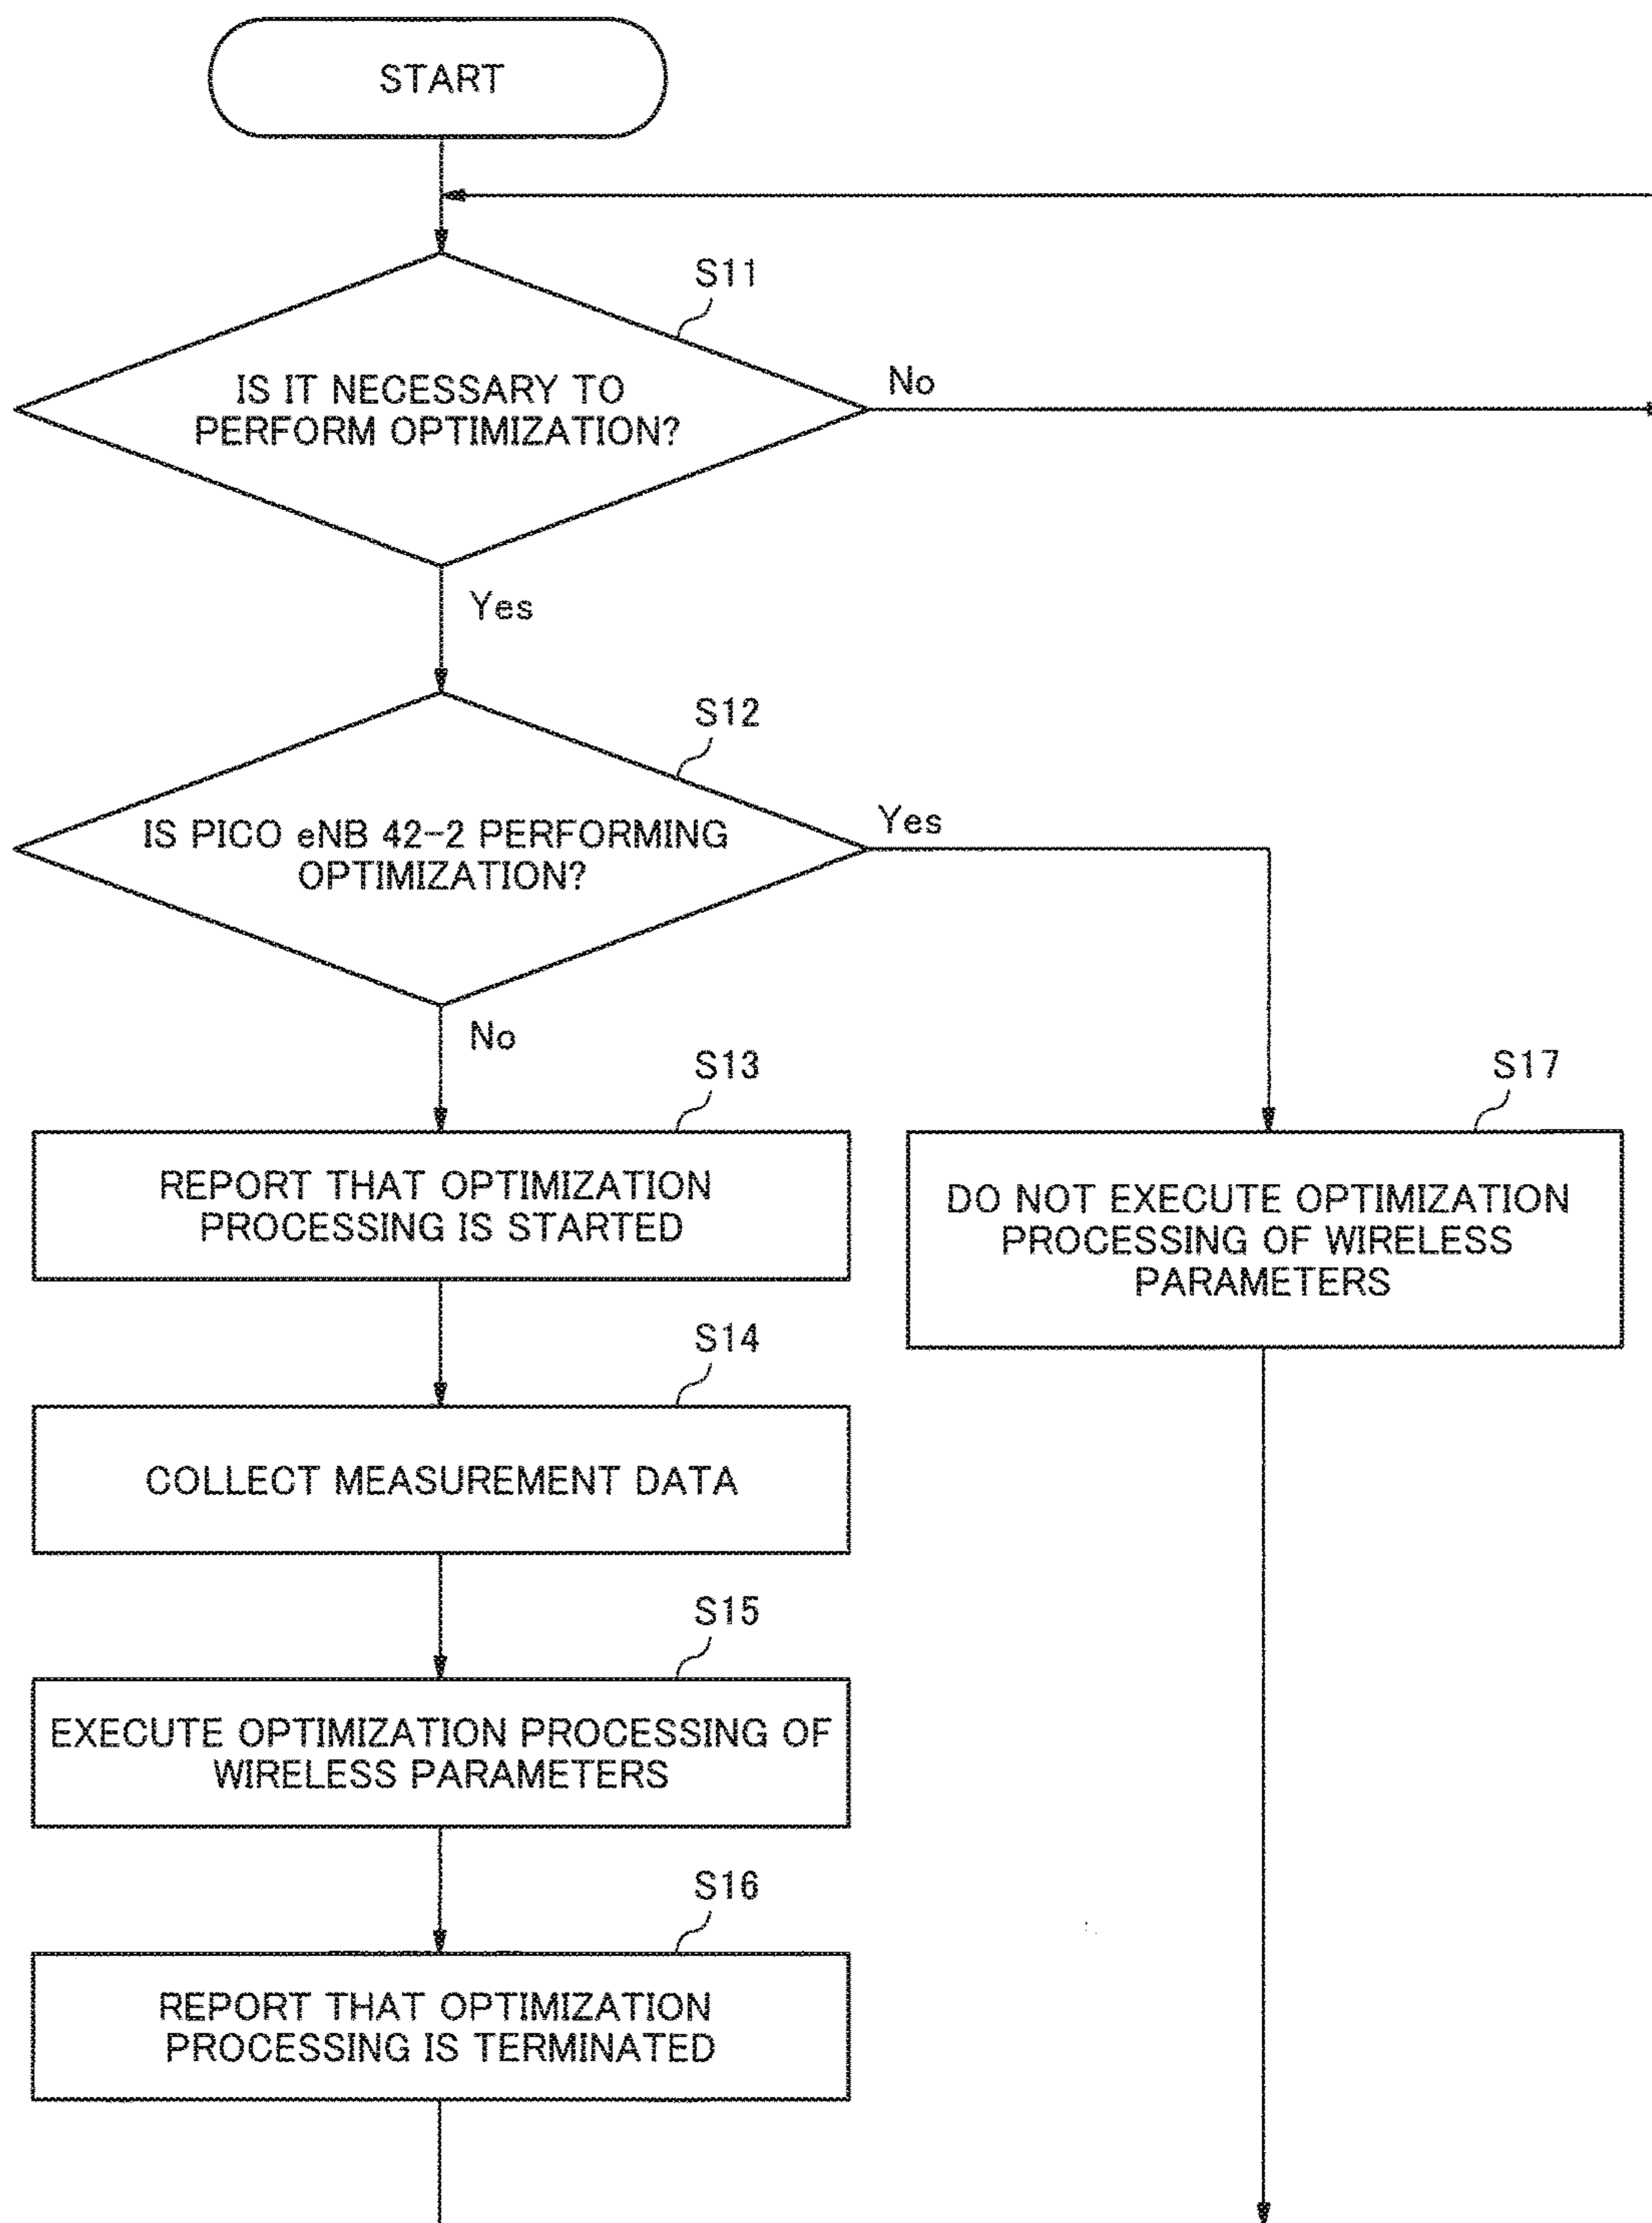 START
S11
IS IT NECESSARY TO
PERFORM OPTIMIZATION?
No
Yes
S12
IS PICO eNB 42-2 PERFORMING
OPTIMIZATION?
Yes
No
S13
REPORT THAT OPTIMIZATION
PROCESSING IS STARTED
S17
DO NOT EXECUTE OPTIMIZATION
PROCESSING OF WIRELESS
PARAMETERS
S14
COLLECT MEASUREMENT DATA
S15
EXECUTE OPTIMIZATION PROCESSING OF
WIRELESS PARAMETERS
S16
REPORT THAT OPTIMIZATION
PROCESSING IS TERMINATED